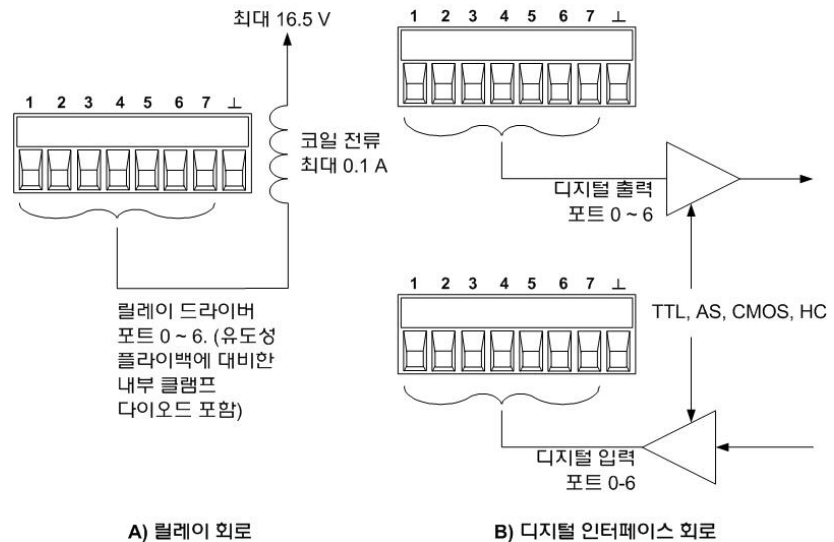 최대 16.5 V
1 2 3 4 5 6 7 ⊥
코일 전류
최대 0.1 A
릴레이 드라이버
포트 0 ~ 6. (유도성
플라이백에 대비한
내부 클램프
다이오드 포함)
A) 릴레이 회로
1 2 3 4 5 6 7 ⊥
디지털 출력
포트 0 ~ 6
TTL, AS, CMOS, HC
1 2 3 4 5 6 7 ⊥
디지털 입력
포트 0-6
B) 디지털 인터페이스 회로